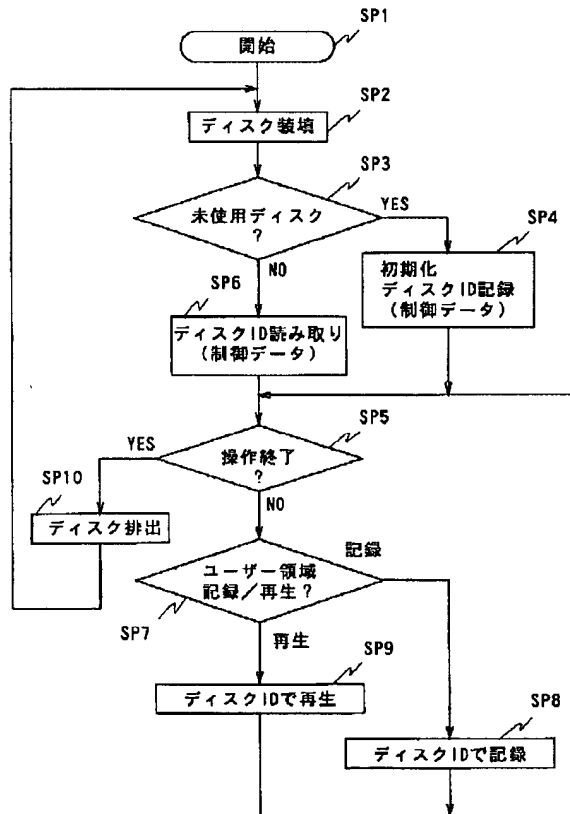 SP1
開始
SP2
ディスク装填
SP3
未使用ディスク
?
YES
SP4
初期化
ディスクID記録
(制御データ)
NO
SP6
ディスクID読み取り
(制御データ)
SP5
YES
操作終了
?
SP10
ディスク排出
NO
ユーザー領域
記録/再生?
記録
SP7
再生
SP9
ディスクIDで再生
SP8
ディスクIDで記録